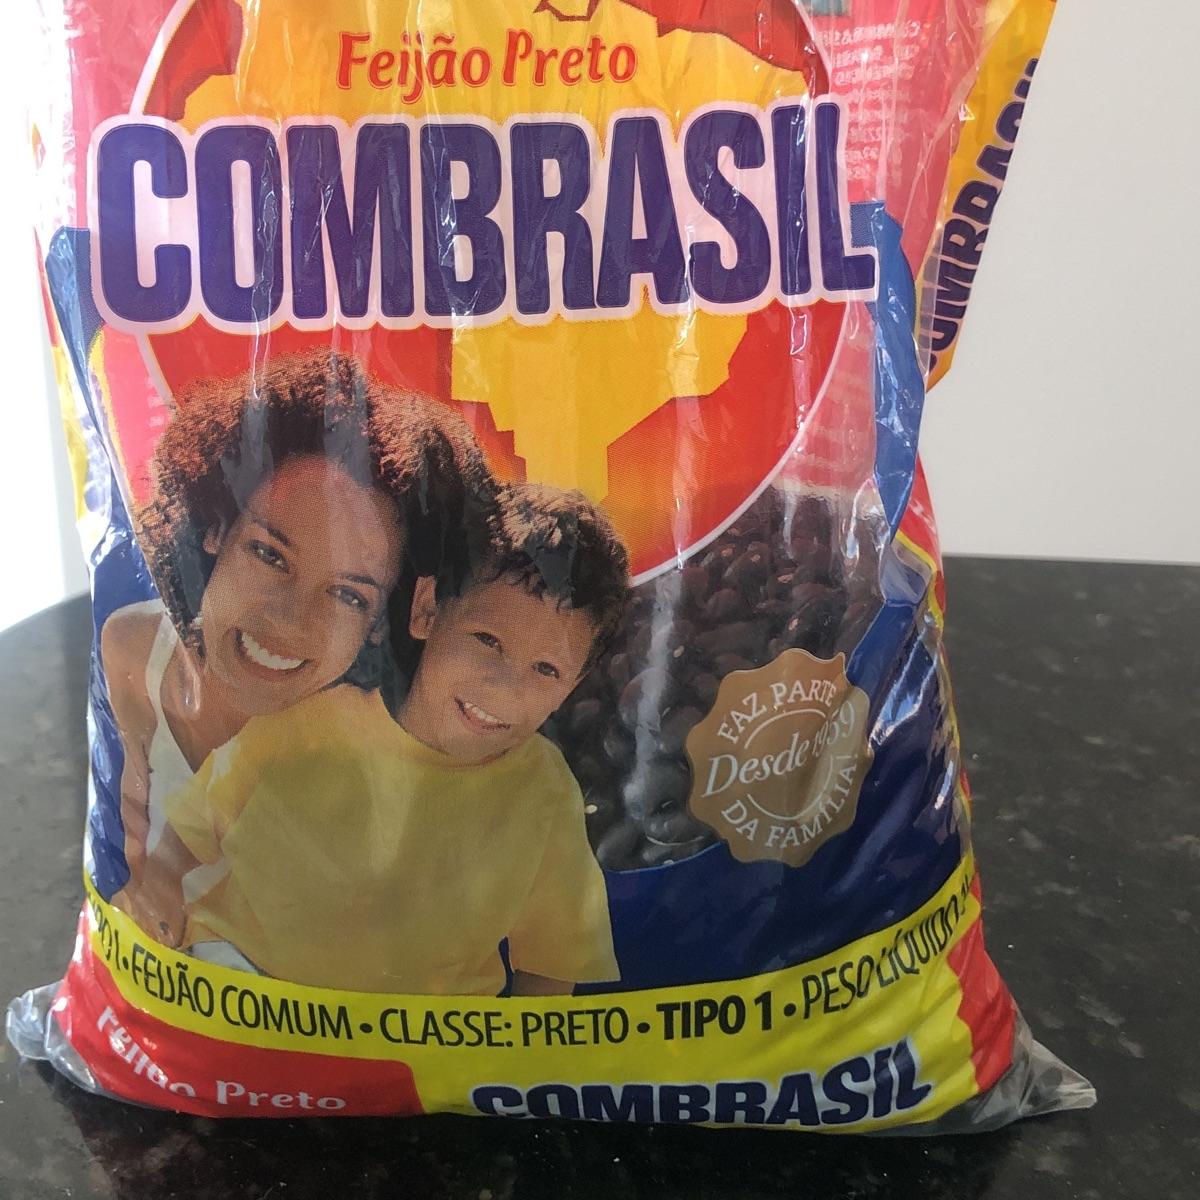 Feijão Preto
COMBRASIL
COMBRASIL
FAZ PARTE
Desde 1959
DA FAMÍLIA!
FEIJÃO COMUM • CLASSE: PRETO • TIPO 1 • PESO LÍQUIDO
Feijão Preto
COMBRASIL